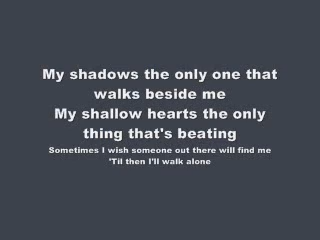 My shadows the only one that
walks beside me
My shallow hearts the only
thing that's beating
Sometimes I wish someone out there will find me
'Til then I'll walk alone